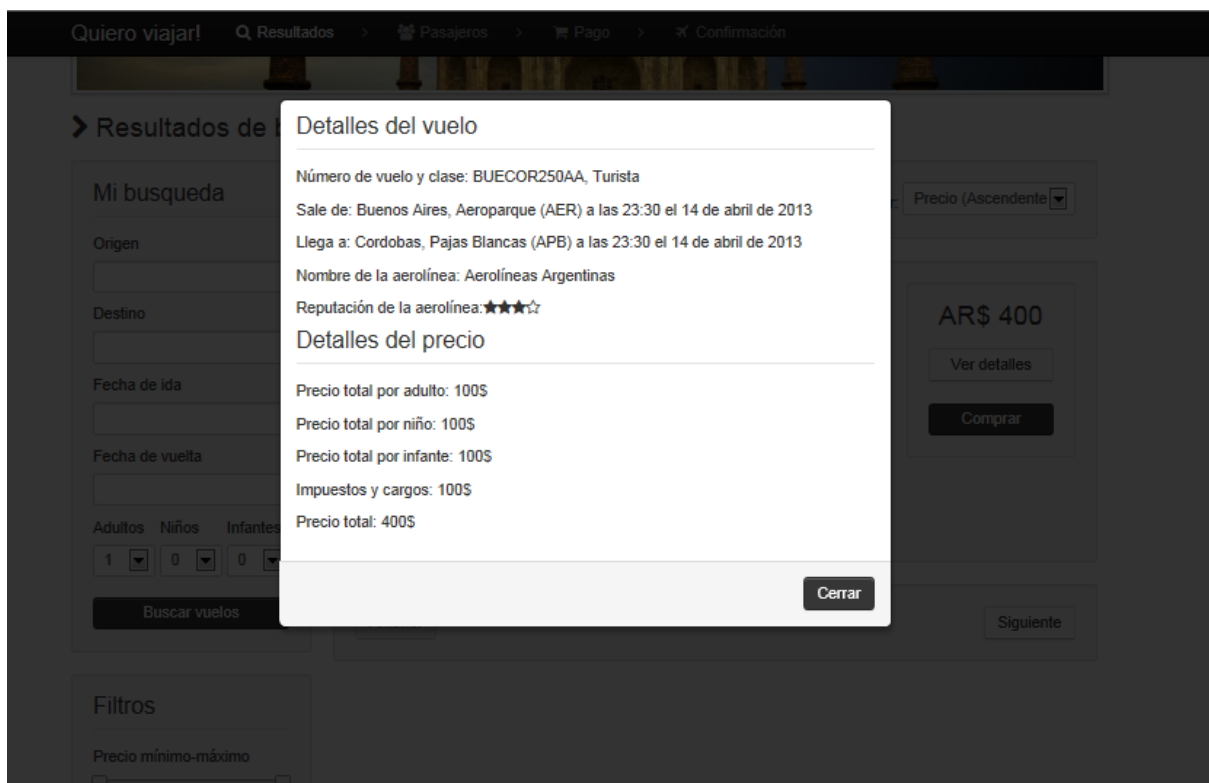 Quiero viajar! Resultados > Pasajeros > Pago > Confirmación
Resultados de
Detalles del vuelo
Número de vuelo y clase: BUECOR250AA, Turista
Sale de: Buenos Aires, Aeroparque (AER) a las 23:30 el 14 de abril de 2013
Llega a: Cordobas, Pajas Blancas (APB) a las 23:30 el 14 de abril de 2013
Nombre de la aerolínea: Aerolíneas Argentinas
Reputación de la aerolínea:★★★☆
Detalles del precio
Precio total por adulto: 100$
Precio total por niño: 100$
Precio total por infante: 100$
Impuestos y cargos: 100$
Precio total: 400$
Cerrar
Mi busqueda
Origen
Destino
Fecha de ida
Fecha de vuelta
Adultos Niños Infantes
1 0 0
Buscar vuelos
Filtros
Precio mínimo-máximo
Precio (Ascendente
AR$ 400
Ver detalles
Comprar
Siguiente